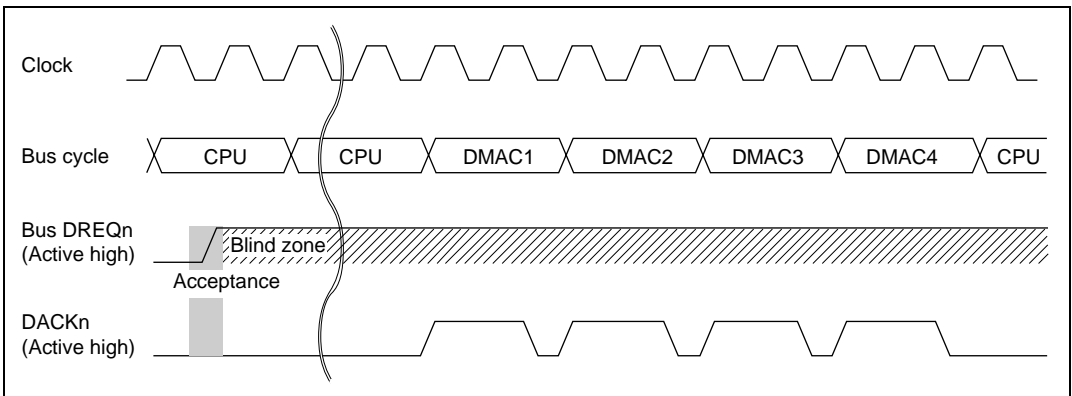 Clock
Bus cycle CPU CPU DMAC1 DMAC2 DMAC3 DMAC4 CPU
Bus DREQn
(Active high)
Blind zone
Acceptance
DACKn
(Active high)